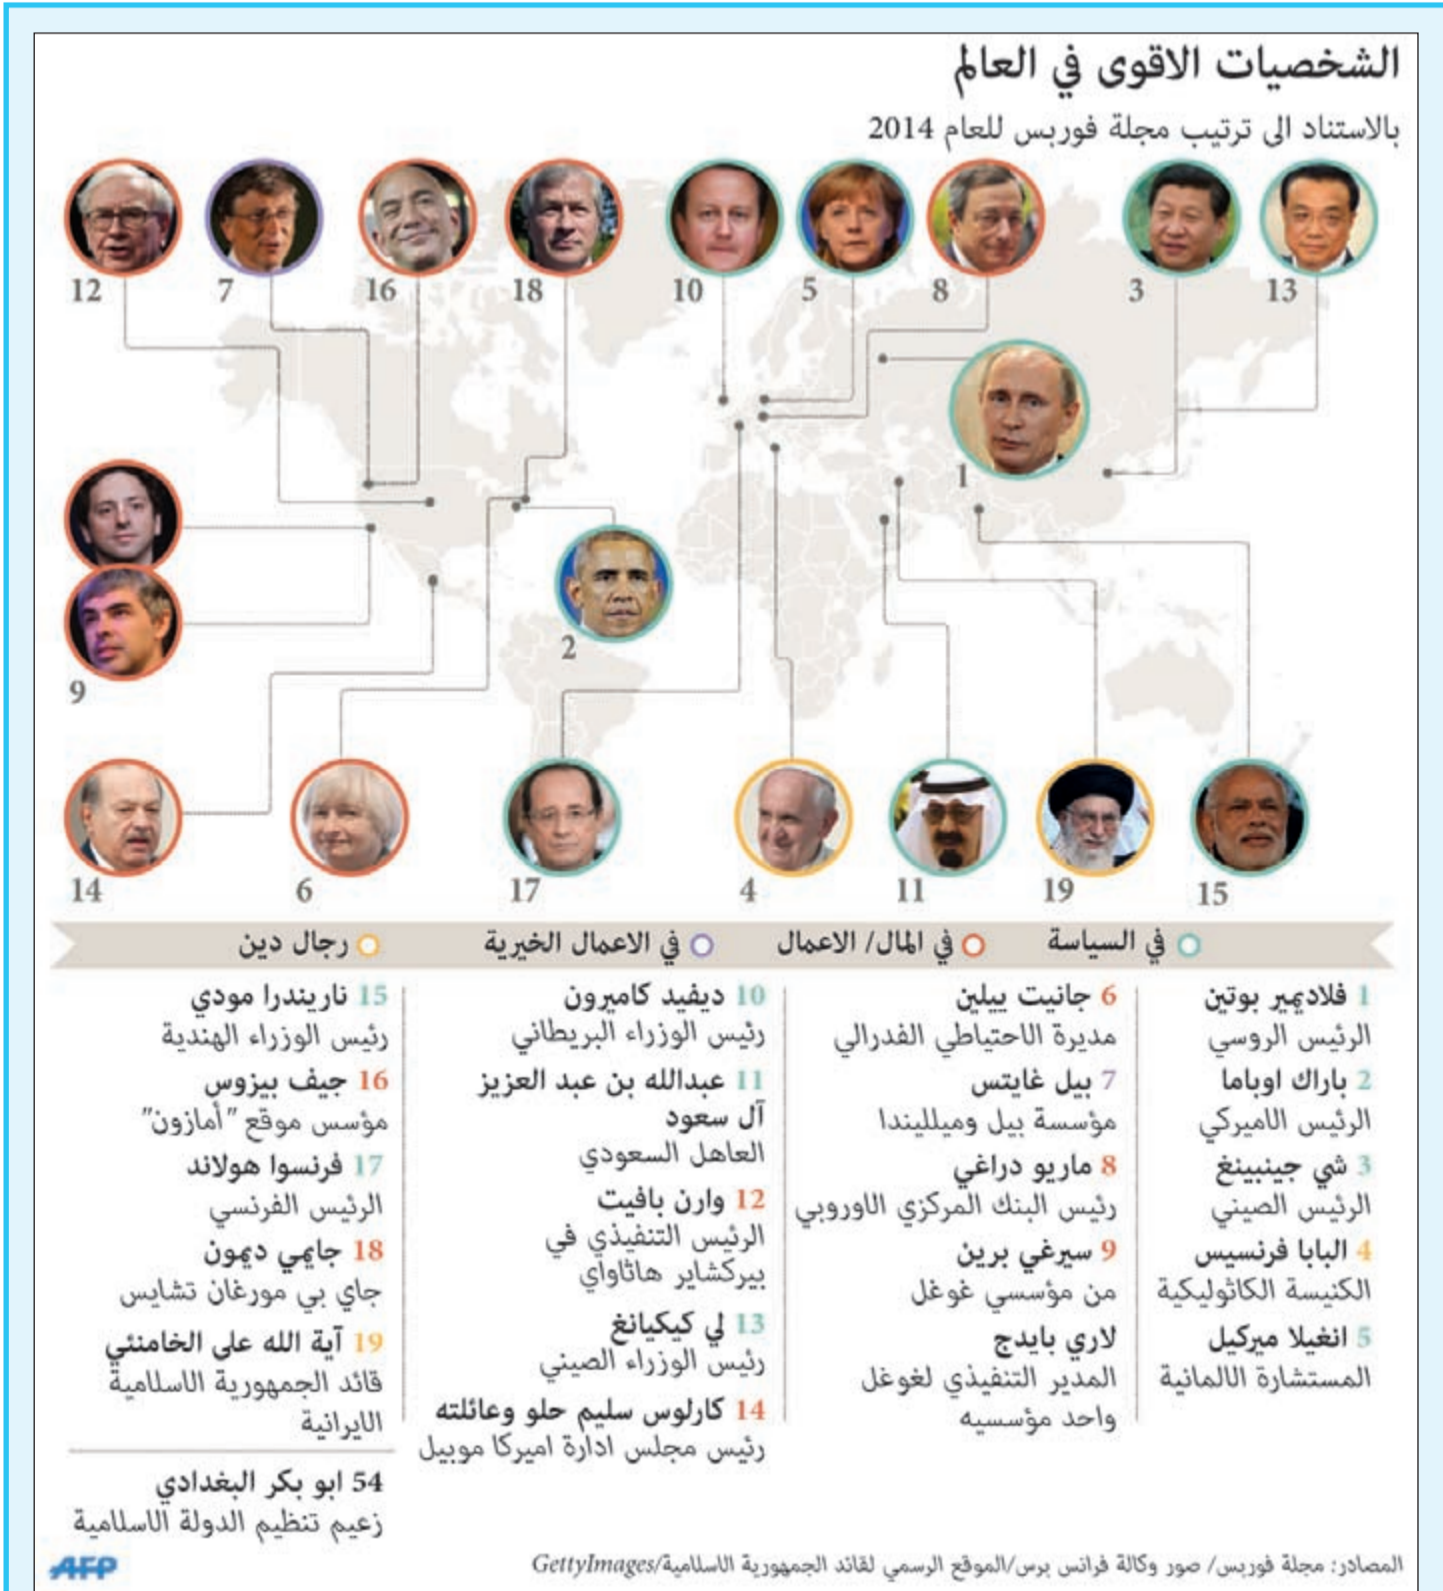 الشخصيات الاقوى في العالم
بالاستناد الى ترتيب مجلة فوربس للعام 2014
12
7
16
18
10
5
8
3
13
1
2
9
14
6
17
4
11
19
15
في السياسة
في المال/ الاعمال
في الاعمال الخيرية
رجال دين
1 فلاديمير بوتين
الرئيس الروسي
2 باراك اوباما
الرئيس الاميركي
3 شي جينبينغ
الرئيس الصيني
4 البابا فرنسيس
الكنيسة الكاثوليكية
5 انغيلا ميركيل
المستشارة الالمانية
6 جانيت ييلين
مديرة الاحتياطي الفدرالي
7 بيل غايتس
مؤسسة بيل وميلليندا
8 ماريو دراغي
رئيس البنك المركزي الاوروبي
9 سيرغي برين
من مؤسسي غوغل
لاري بايدج
المدير التنفيذي لغوغل
واحد مؤسسيه
10 ديفيد كاميرون
رئيس الوزراء البريطاني
11 عبدالله بن عبد العزيز
آل سعود
العاهل السعودي
12 وارن بافيت
الرئيس التنفيذي في
بيركشاير هاثاواي
13 لي كيكيانغ
رئيس الوزراء الصيني
14 كارلوس سليم حلو وعائلته
رئيس مجلس ادارة اميركا موبيل
15 ناريندرا مودي
رئيس الوزراء الهندية
16 جيف بيزوس
مؤسس موقع "أمازون"
17 فرنسوا هولاند
الرئيس الفرنسي
18 جايمي ديمون
جاي بي مورغان تشايس
19 آية الله على الخامنئي
قائد الجمهورية الاسلامية
الايرانية
54 ابو بكر البغدادي
زعيم تنظيم الدولة الاسلامية
المصادر: مجلة فوربس/ صور وكالة فرانس برس/الموقع الرسمي لقائد الجمهورية الاسلامية/GettyImages
AFP